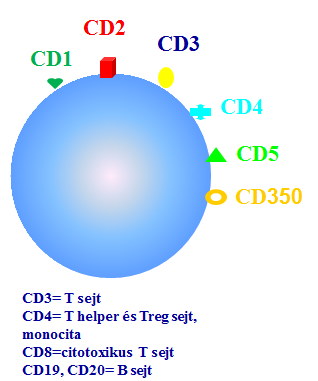 CD2
CD3
CD1
CD4
CD5
CD350
CD3= T sejt
CD4= T helper és Treg sejt,
monocita
CD8=citotoxikus T sejt
CD19, CD20= B sejt